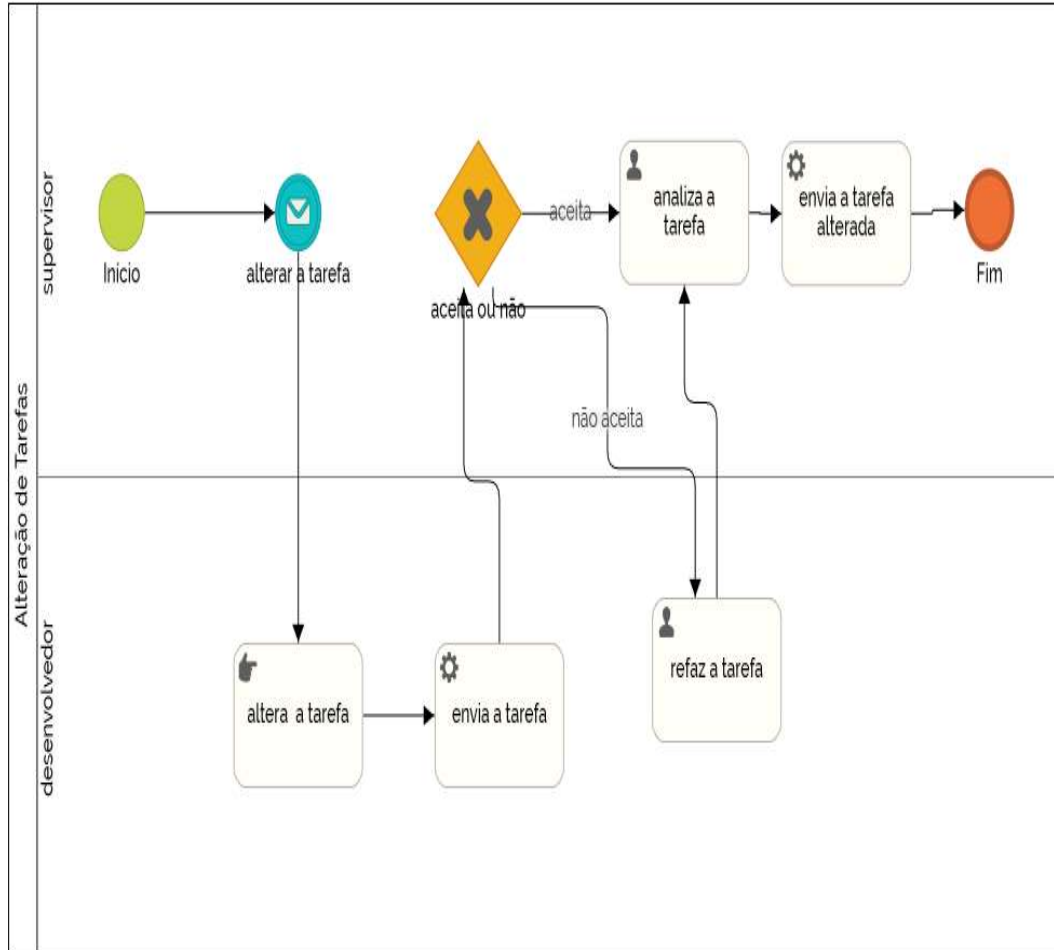 Alteração de Tarefas
supervisor
Inicio
alterar a tarefa
aceita ou não
aceita
analiza a
tarefa
envia a tarefa
alterada
Fim
não aceita
desenvolvedor
altera a tarefa
envia a tarefa
refaz a tarefa